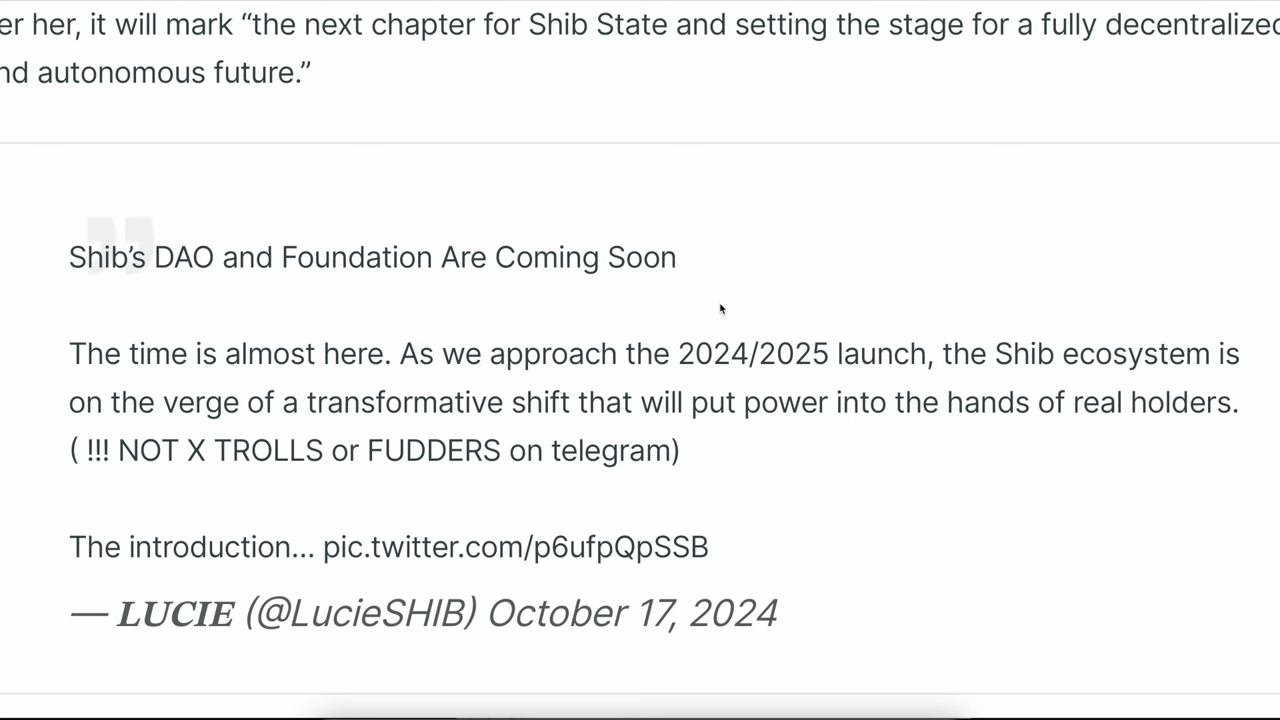 er her, it will mark “the next chapter for Shib State and setting the stage for a fully decentralized
nd autonomous future.”
Shib’s DAO and Foundation Are Coming Soon
The time is almost here. As we approach the 2024/2025 launch, the Shib ecosystem is
on the verge of a transformative shift that will put power into the hands of real holders.
( !!! NOT X TROLLS or FUDDERS on telegram)
The introduction… pic.twitter.com/p6ufpQpSSB
— 𝑳𝑼𝑪𝑰𝑬 (@LucieSHIB) October 17, 2024